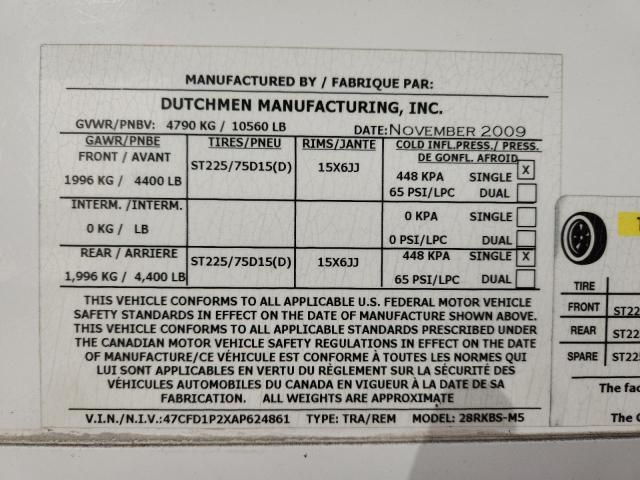 MANUFACTURED BY / FABRIQUE PAR:
DUTCHMEN MANUFACTURING, INC.
GVWR/PNBV: 4790 KG / 10560 LB DATE: NOVEMBER 2009
GAWR/PNBE TIRES/PNEU RIMS/JANTE COLD INFL.PRESS./ PRESS.
DE GONFL. AFROID
FRONT / AVANT ST225/75D15(D) 15X6JJ 448 KPA SINGLE X
1996 KG / 4400 LB 65 PSI/LPC DUAL
INTERM. /INTERM. 0 KPA SINGLE
0 KG / LB 0 PSI/LPC DUAL
REAR / ARRIERE ST225/75D15(D) 15X6JJ 448 KPA SINGLE X
1,996 KG / 4,400 LB 65 PSI/LPC DUAL
THIS VEHICLE CONFORMS TO ALL APPLICABLE U.S. FEDERAL MOTOR VEHICLE
SAFETY STANDARDS IN EFFECT ON THE DATE OF MANUFACTURE SHOWN ABOVE.
THIS VEHICLE CONFORMS TO ALL APPLICABLE STANDARDS PRESCRIBED UNDER
THE CANADIAN MOTOR VEHICLE SAFETY REGULATIONS IN EFFECT ON THE DATE
OF MANUFACTURE/CE VÉHICULE EST CONFORME À TOUTES LES NORMES QUI
LUI SONT APPLICABLES EN VERTU DU RÈGLEMENT SUR LA SÉCURITÉ DES
VÉHICULES AUTOMOBILES DU CANADA EN VIGUEUR À LA DATE DE SA
FABRICATION. ALL WEIGHTS ARE APPROXIMATE
V.I.N./N.I.V.:47CFD1P2XAP624861 TYPE: TRA/REM MODEL: 28RKBS-M5
TIRE
FRONT ST22
REAR ST22
SPARE ST22
The fac
The